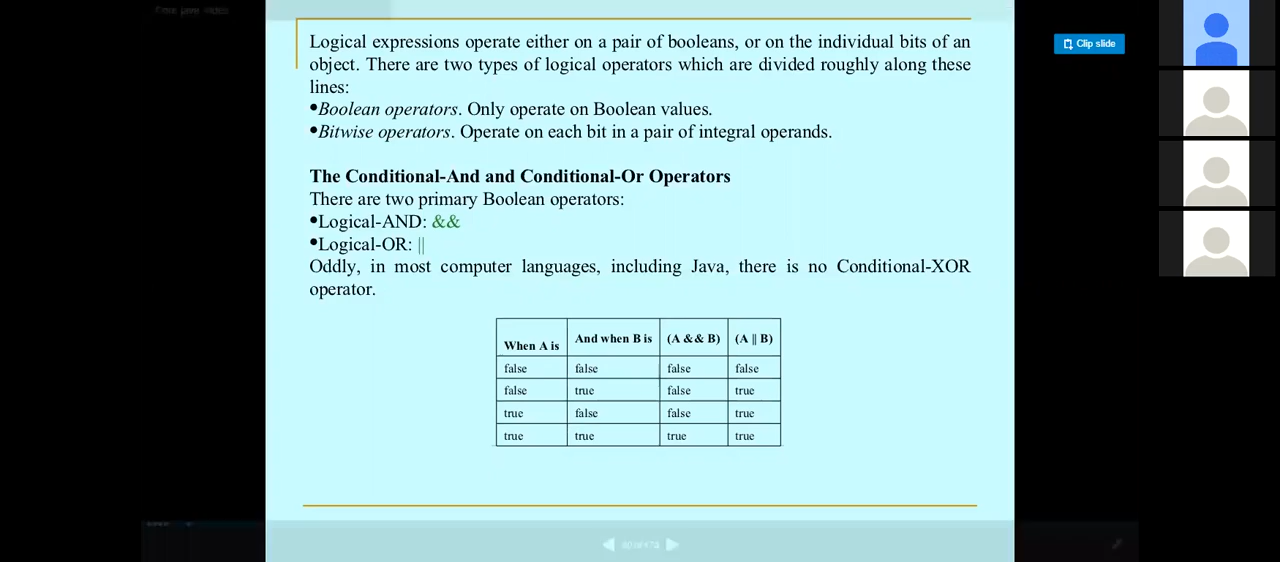 Logical expressions operate either on a pair of booleans, or on the individual bits of an
object. There are two types of logical operators which are divided roughly along these
lines:
•Boolean operators. Only operate on Boolean values.
•Bitwise operators. Operate on each bit in a pair of integral operands.
The Conditional-And and Conditional-Or Operators
There are two primary Boolean operators:
•Logical-AND: &&
•Logical-OR: ||
Oddly, in most computer languages, including Java, there is no Conditional-XOR
operator.
When A is And when B is (A && B) (A || B)
false false false false
false true false true
true false false true
true true true true
Clip slide